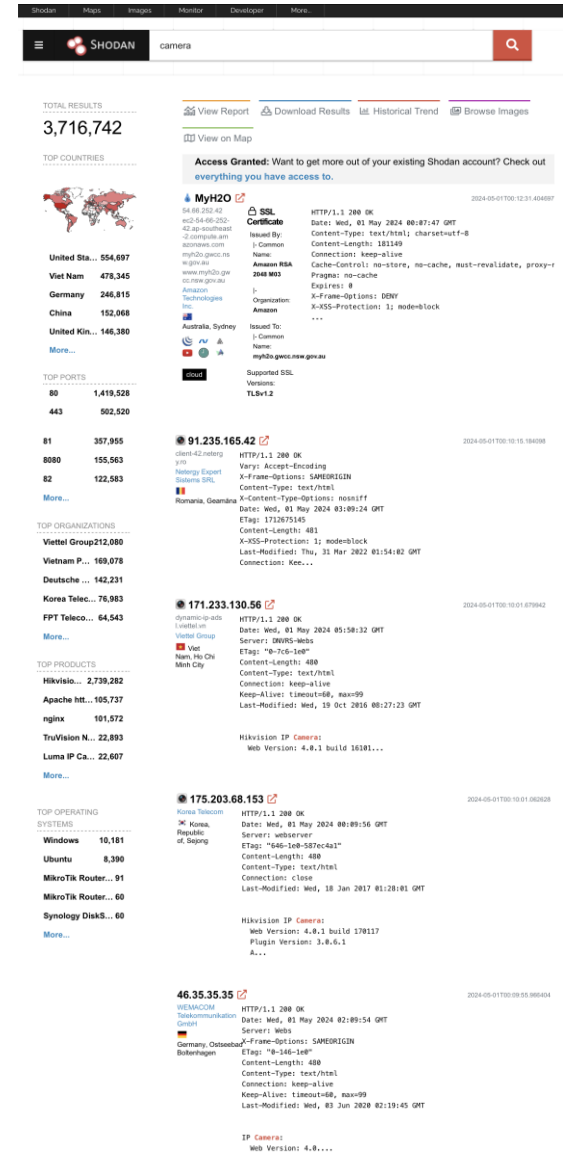 Shodan Maps Images Monitor Developer More...
SHODAN
camera
TOTAL RESULTS
3,716,742
TOP COUNTRIES
United Sta... 554,697
Viet Nam 478,345
Germany 246,815
China 152,068
United Kin... 146,380
More...
TOP PORTS
80 1,419,528
443 502,520
81 357,955
8080 155,563
82 122,583
More...
TOP ORGANIZATIONS
Viettel Group212,080
Vietnam P... 169,078
Deutsche ... 142,231
Korea Telec... 76,983
FPT Teleco... 64,543
More...
TOP PRODUCTS
Hikvisio... 2,739,282
Apache htt... 105,737
nginx 101,572
TruVision N... 22,893
Luma IP Ca... 22,607
More...
TOP OPERATING
SYSTEMS
Windows 10,181
Ubuntu 8,390
MikroTik Router... 91
MikroTik Router... 60
Synology DiskS... 60
More...
View Report Download Results Historical Trend Browse Images
View on Map
Access Granted: Want to get more out of your existing Shodan account? Check out
everything you have access to.
MyH2O
2024-05-01T00:12:31.404697
54.66.252.42
ec2-54-66-252-
42.ap-southeast
-2.compute.am
azonaws.com
myh2o.gwcc.ns
w.gov.au
www.myh2o.gw
cc.nsw.gov.au
Amazon
Technologies
Inc.
Australia, Sydney
cloud
SSL
Certificate
Issued By:
|- Common
Name:
Amazon RSA
2048 M03
|-
Organization:
Amazon
Issued To:
|- Common
Name:
myh2o.gwcc.nsw.gov.au
Supported SSL
Versions:
TLSv1.2
HTTP/1.1 200 OK
Date: Wed, 01 May 2024 00:07:47 GMT
Content-Type: text/html; charset=utf-8
Content-Length: 181149
Connection: keep-alive
Cache-Control: no-store, no-cache, must-revalidate, proxy-r
Pragma: no-cache
Expires: 0
X-Frame-Options: DENY
X-XSS-Protection: 1; mode=block
...
91.235.165.42
2024-05-01T00:10:15.184098
client-42.neterg
y.ro
Netergy Expert
Sistems SRL
Romania, Geamăna
HTTP/1.1 200 OK
Vary: Accept-Encoding
X-Frame-Options: SAMEORIGIN
Content-Type: text/html
X-Content-Type-Options: nosniff
Date: Wed, 01 May 2024 03:09:24 GMT
ETag: 1712675145
Content-Length: 481
X-XSS-Protection: 1; mode=block
Last-Modified: Thu, 31 Mar 2022 01:54:02 GMT
Connection: Kee...
171.233.130.56
2024-05-01T00:10:01.679942
dynamic-ip-ads
l.viettel.vn
Viettel Group
Viet
Nam, Ho Chi
Minh City
HTTP/1.1 200 OK
Date: Wed, 01 May 2024 05:50:32 GMT
Server: DNVRS-Webs
ETag: "0-7c6-1e0"
Content-Length: 480
Content-Type: text/html
Connection: keep-alive
Keep-Alive: timeout=60, max=99
Last-Modified: Wed, 19 Oct 2016 08:27:23 GMT
Hikvision IP Camera:
Web Version: 4.0.1 build 16101...
175.203.68.153
2024-05-01T00:10:01.062628
Korea Telecom
Korea,
Republic
of, Sejong
HTTP/1.1 200 OK
Date: Wed, 01 May 2024 00:09:56 GMT
Server: webserver
ETag: "646-1e0-587ec4a1"
Content-Length: 480
Content-Type: text/html
Connection: close
Last-Modified: Wed, 18 Jan 2017 01:28:01 GMT
Hikvision IP Camera:
Web Version: 4.0.1 build 170117
Plugin Version: 3.0.6.1
A...
46.35.35.35
2024-05-01T00:09:55.966404
WEMACOM
Telekommunikation
GmbH
Germany, Ostseebad
Boltenhagen
HTTP/1.1 200 OK
Date: Wed, 01 May 2024 02:09:54 GMT
Server: Webs
X-Frame-Options: SAMEORIGIN
ETag: "0-146-1e0"
Content-Length: 480
Content-Type: text/html
Connection: keep-alive
Keep-Alive: timeout=60, max=99
Last-Modified: Wed, 03 Jun 2020 02:19:45 GMT
IP Camera:
Web Version: 4.0....